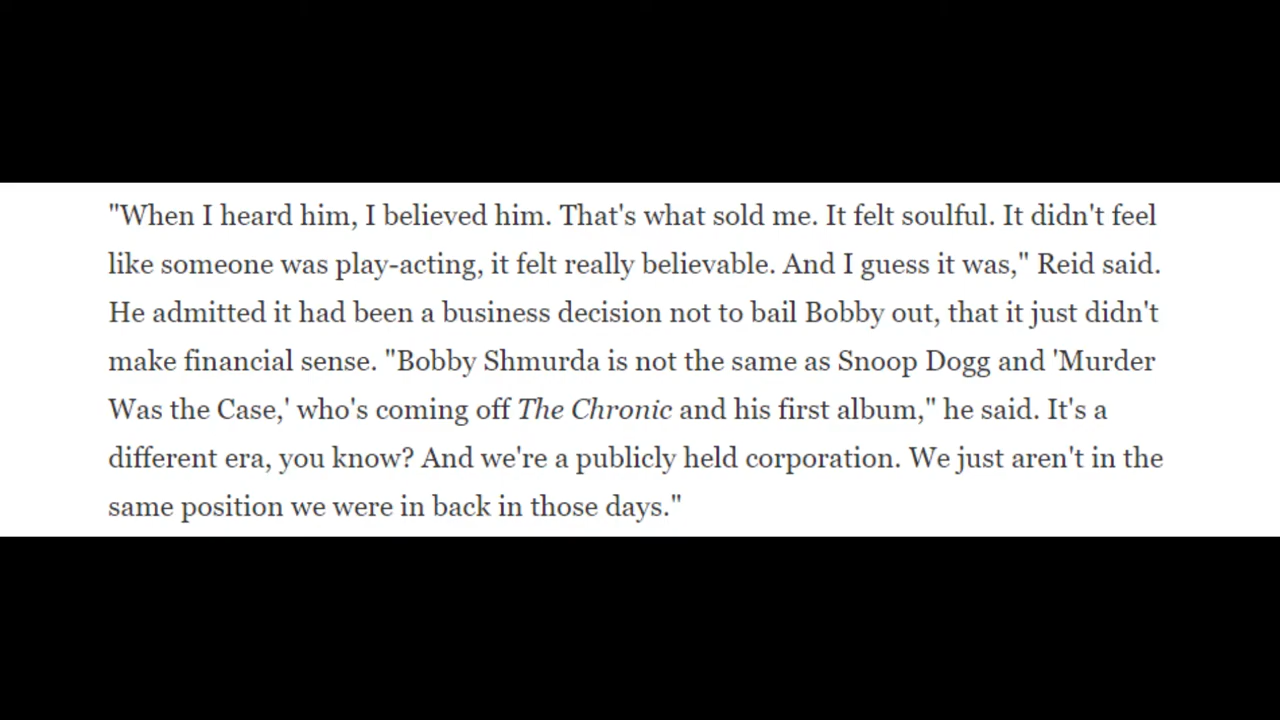 "When I heard him, I believed him. That's what sold me. It felt soulful. It didn't feel
like someone was play-acting, it felt really believable. And I guess it was," Reid said.
He admitted it had been a business decision not to bail Bobby out, that it just didn't
make financial sense. "Bobby Shmurda is not the same as Snoop Dogg and 'Murder
Was the Case,' who's coming off The Chronic and his first album," he said. It's a
different era, you know? And we're a publicly held corporation. We just aren't in the
same position we were in back in those days."